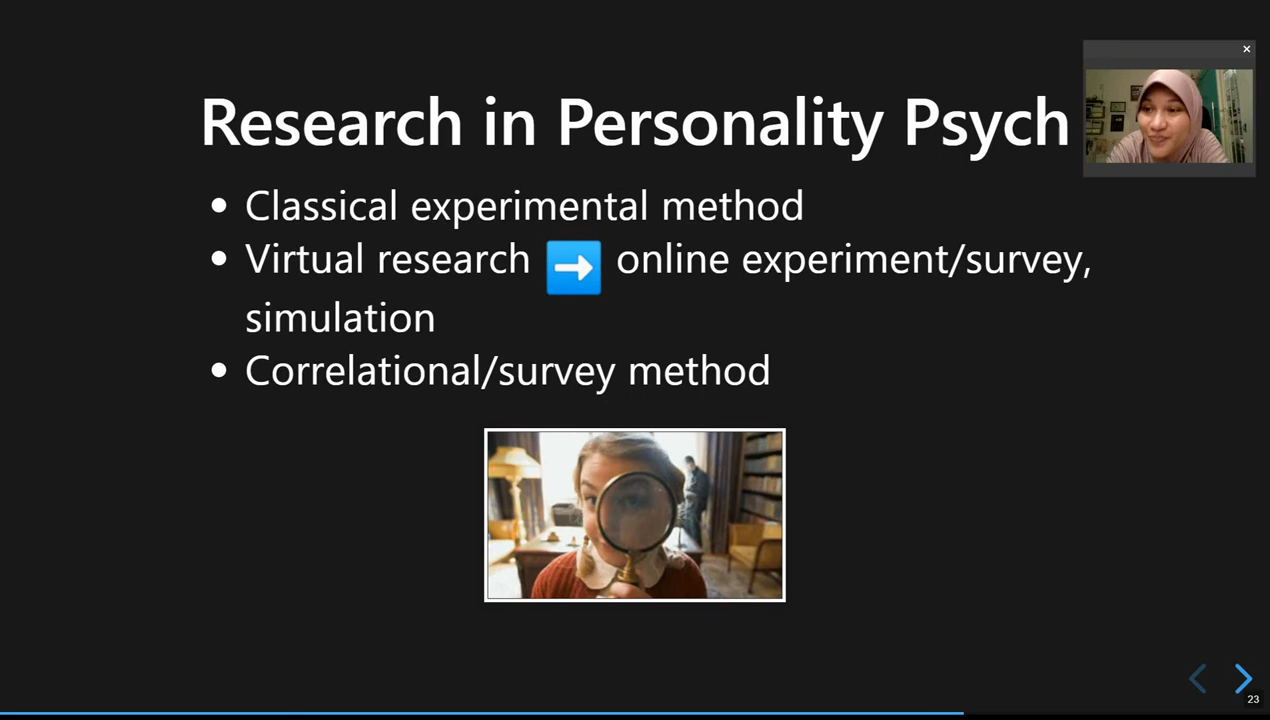 Research in Personality Psych
• Classical experimental method
• Virtual research ➡️ online experiment/survey,
simulation
• Correlational/survey method
23